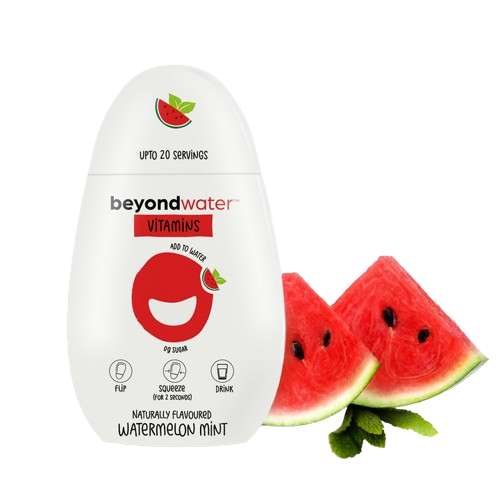 UPTO 20 SERVINGS
beyondwater™
VITAMINS
ADD TO WATER
0g SUGAR
FLIP
SQUEEZE
(FOR 2 SECONDS)
DRINK
NATURALLY FLAVOURED
WATERMELON MINT